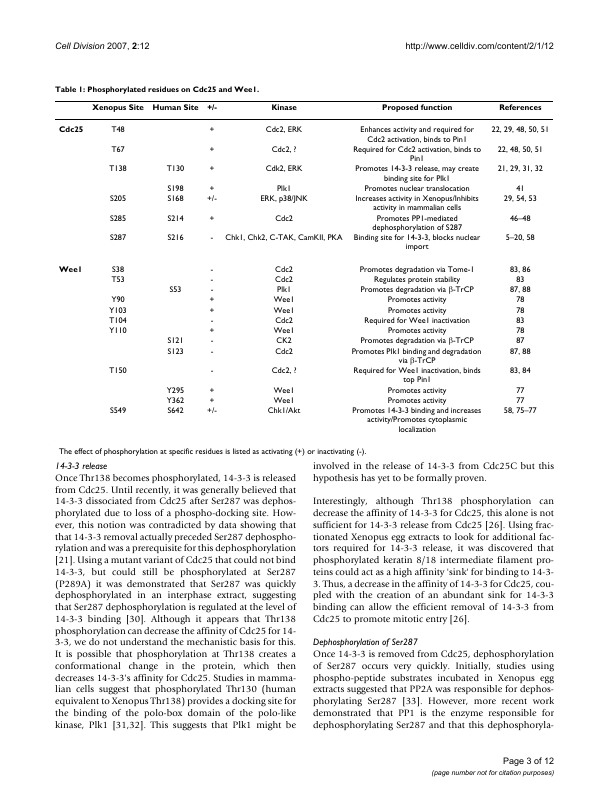 Cell Division 2007, 2:12
http://www.celldiv.com/content/2/1/12
Table 1: Phosphorylated residues on Cdc25 and Wee1.
Xenopus Site Human Site +/- Kinase Proposed function References
Cdc25 T48 + Cdc2, ERK Enhances activity and required for 22, 29, 48, 50, 51
Cdc2 activation, binds to Pin1
T67 + Cdc2, ? Required for Cdc2 activation, binds to 22, 48, 50, 51
Pin1
T138 T130 + Cdk2, ERK Promotes 14-3-3 release, may create 21, 29, 31, 32
binding site for Plk1
S198 + Plk1 Promotes nuclear translocation 41
S205 S168 +/- ERK, p38/JNK Increases activity in Xenopus/Inhibits 29, 54, 53
activity in mammalian cells
S285 S214 + Cdc2 Promotes PP1-mediated 46–48
dephosphorylation of S287
S287 S216 - Chk1, Chk2, C-TAK, CamKII, PKA Binding site for 14-3-3, blocks nuclear 5–20, 58
import
Wee1 S38 - Cdc2 Promotes degradation via Tome-1 83, 86
T53 - Cdc2 Regulates protein stability 83
S53 - Plk1 Promotes degradation via β-TrCP 87, 88
Y90 + Wee1 Promotes activity 78
Y103 + Wee1 Promotes activity 78
T104 - Cdc2 Required for Wee1 inactivation 83
Y110 + Wee1 Promotes activity 78
S121 - CK2 Promotes degradation via β-TrCP 87
S123 - Cdc2 Promotes Plk1 binding and degradation 87, 88
via β-TrCP
T150 - Cdc2, ? Required for Wee1 inactivation, binds 83, 84
top Pin1
Y295 + Wee1 Promotes activity 77
Y362 + Wee1 Promotes activity 77
S549 S642 +/- Chk1/Akt Promotes 14-3-3 binding and increases 58, 75–77
activity/Promotes cytoplasmic
localization
The effect of phosphorylation at specific residues is listed as activating (+) or inactivating (-).
14-3-3 release
Once Thr138 becomes phosphorylated, 14-3-3 is released
from Cdc25. Until recently, it was generally believed that
14-3-3 dissociated from Cdc25 after Ser287 was dephos-
phorylated due to loss of a phospho-docking site. How-
ever, this notion was contradicted by data showing that
that 14-3-3 removal actually preceded Ser287 dephospho-
rylation and was a prerequisite for this dephosphorylation
[21]. Using a mutant variant of Cdc25 that could not bind
14-3-3, but could still be phosphorylated at Ser287
(P289A) it was demonstrated that Ser287 was quickly
dephosphorylated in an interphase extract, suggesting
that Ser287 dephosphorylation is regulated at the level of
14-3-3 binding [30]. Although it appears that Thr138
phosphorylation can decrease the affinity of Cdc25 for 14-
3-3, we do not understand the mechanistic basis for this.
It is possible that phosphorylation at Thr138 creates a
conformational change in the protein, which then
decreases 14-3-3's affinity for Cdc25. Studies in mamma-
lian cells suggest that phosphorylated Thr130 (human
equivalent to Xenopus Thr138) provides a docking site for
the binding of the polo-box domain of the polo-like
kinase, Plk1 [31,32]. This suggests that Plk1 might be
involved in the release of 14-3-3 from Cdc25C but this
hypothesis has yet to be formally proven.
Interestingly, although Thr138 phosphorylation can
decrease the affinity of 14-3-3 for Cdc25, this alone is not
sufficient for 14-3-3 release from Cdc25 [26]. Using frac-
tionated Xenopus egg extracts to look for additional fac-
tors required for 14-3-3 release, it was discovered that
phosphorylated keratin 8/18 intermediate filament pro-
teins could act as a high affinity 'sink' for binding to 14-3-
3. Thus, a decrease in the affinity of 14-3-3 for Cdc25, cou-
pled with the creation of an abundant sink for 14-3-3
binding can allow the efficient removal of 14-3-3 from
Cdc25 to promote mitotic entry [26].
Dephosphorylation of Ser287
Once 14-3-3 is removed from Cdc25, dephosphorylation
of Ser287 occurs very quickly. Initially, studies using
phospho-peptide substrates incubated in Xenopus egg
extracts suggested that PP2A was responsible for dephos-
phorylating Ser287 [33]. However, more recent work
demonstrated that PP1 is the enzyme responsible for
dephosphorylating Ser287 and that this dephosphoryla-
Page 3 of 12
(page number not for citation purposes)